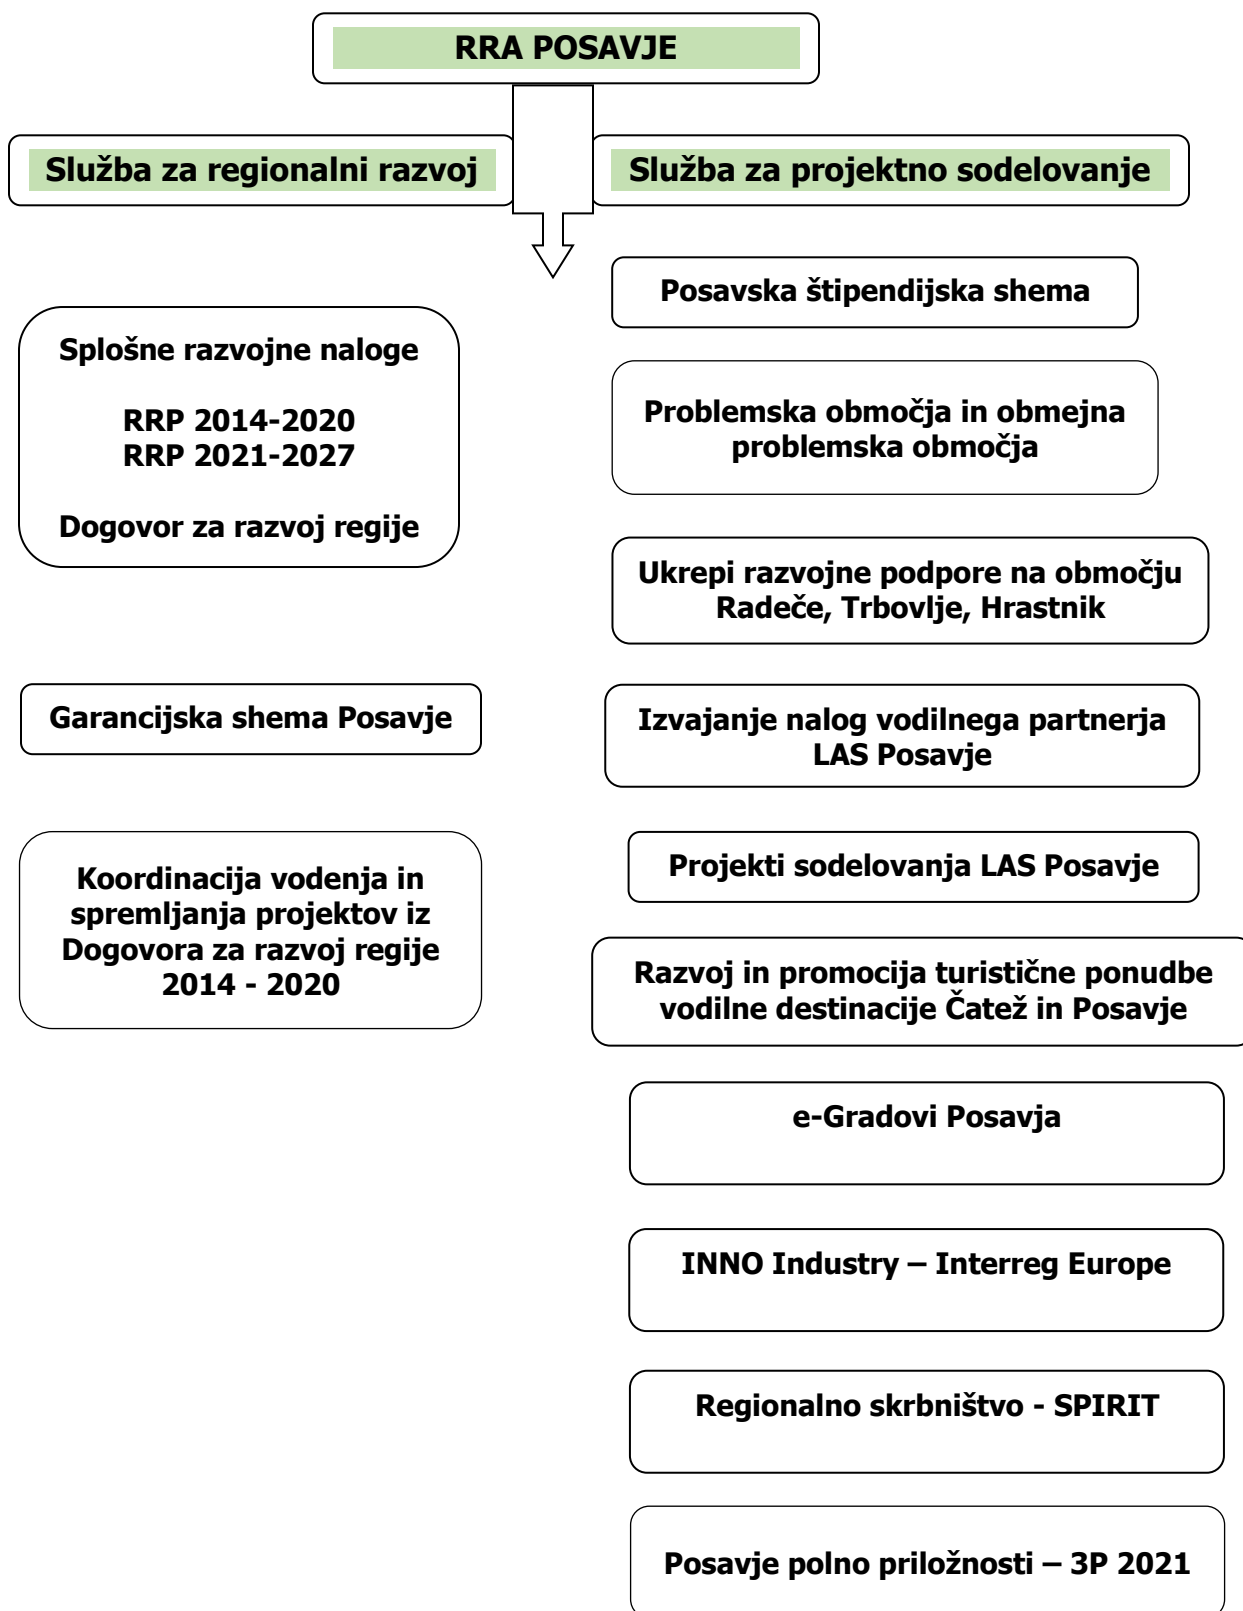 RRA POSAVJE
Služba za regionalni razvoj
Služba za projektno sodelovanje
Splošne razvojne naloge
RRP 2014-2020
RRP 2021-2027
Dogovor za razvoj regije
Garancijska shema Posavje
Koordinacija vodenja in
spremljanja projektov iz
Dogovora za razvoj regije
2014 - 2020
Posavska štipendijska shema
Problemska območja in obmejna
problemska območja
Ukrepi razvojne podpore na območju
Radeče, Trbovlje, Hrastnik
Izvajanje nalog vodilnega partnerja
LAS Posavje
Projekti sodelovanja LAS Posavje
Razvoj in promocija turistične ponudbe
vodilne destinacije Čatež in Posavje
e-Gradovi Posavja
INNO Industry – Interreg Europe
Regionalno skrbništvo - SPIRIT
Posavje polno priložnosti – 3P 2021